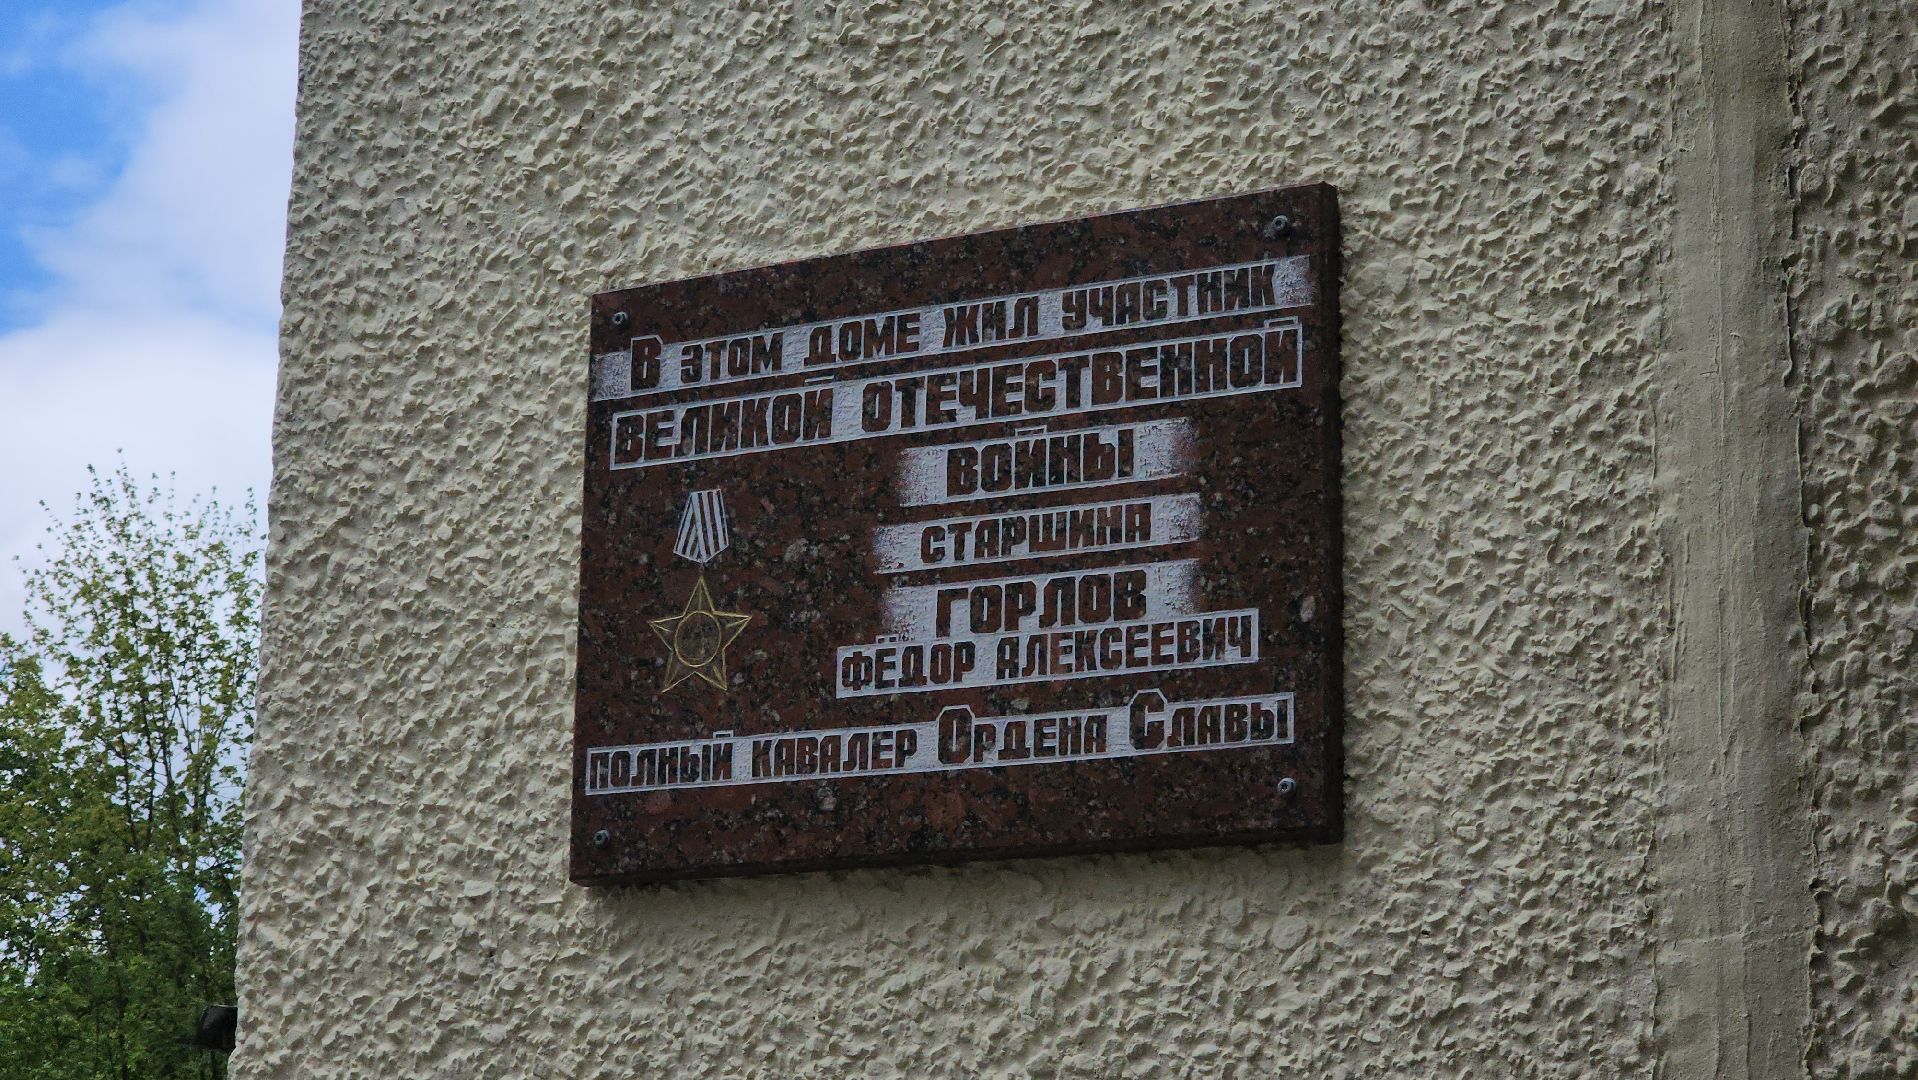 В ЭТОМ ДОМЕ ЖИЛ УЧАСТНИК
ВЕЛИКОЙ ОТЕЧЕСТВЕННОЙ
ВОЙНЫ
СТАРШИНА
ГОРЛОВ
ФЁДОР АЛЕКСЕЕВИЧ
ПОЛНЫЙ КАВАЛЕР ОРДЕНА СЛАВЫ